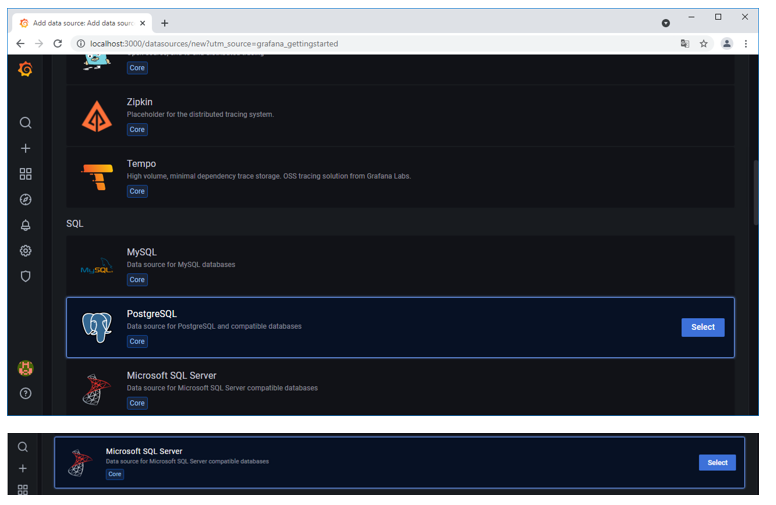 Add data source: Add data sourc
localhost:3000/datasources/new?utm_source=grafana_gettingstarted
Core
Zipkin
Placeholder for the distributed tracing system.
Core
Tempo
High volume, minimal dependency trace storage. OSS tracing solution from Grafana Labs.
Core
SQL
MySQL
MySQL
Data source for MySQL databases
Core
PostgreSQL
Data source for PostgreSQL and compatible databases
Select
Core
Microsoft SQL Server
Data source for Microsoft SQL Server compatible databases
Core
Microsoft SQL Server
Data source for Microsoft SQL Server compatible databases
Select
Core